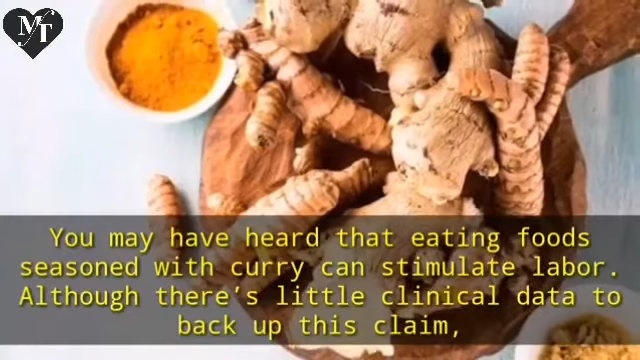 MT
You may have heard that eating foods
seasoned with curry can stimulate labor.
Although there’s little clinical data to
back up this claim,